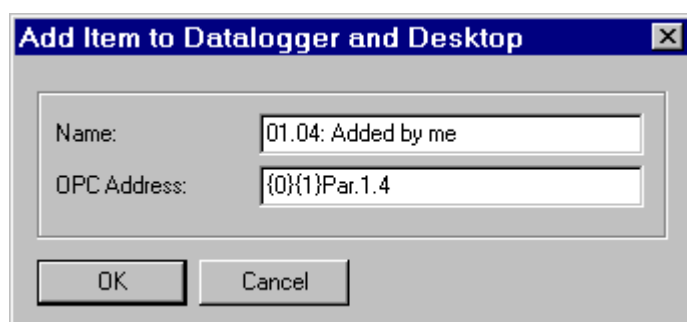 Add Item to Datalogger and Desktop
Name: 01.04: Added by me
OPC Address: {0}{1}Par.1.4
OK Cancel